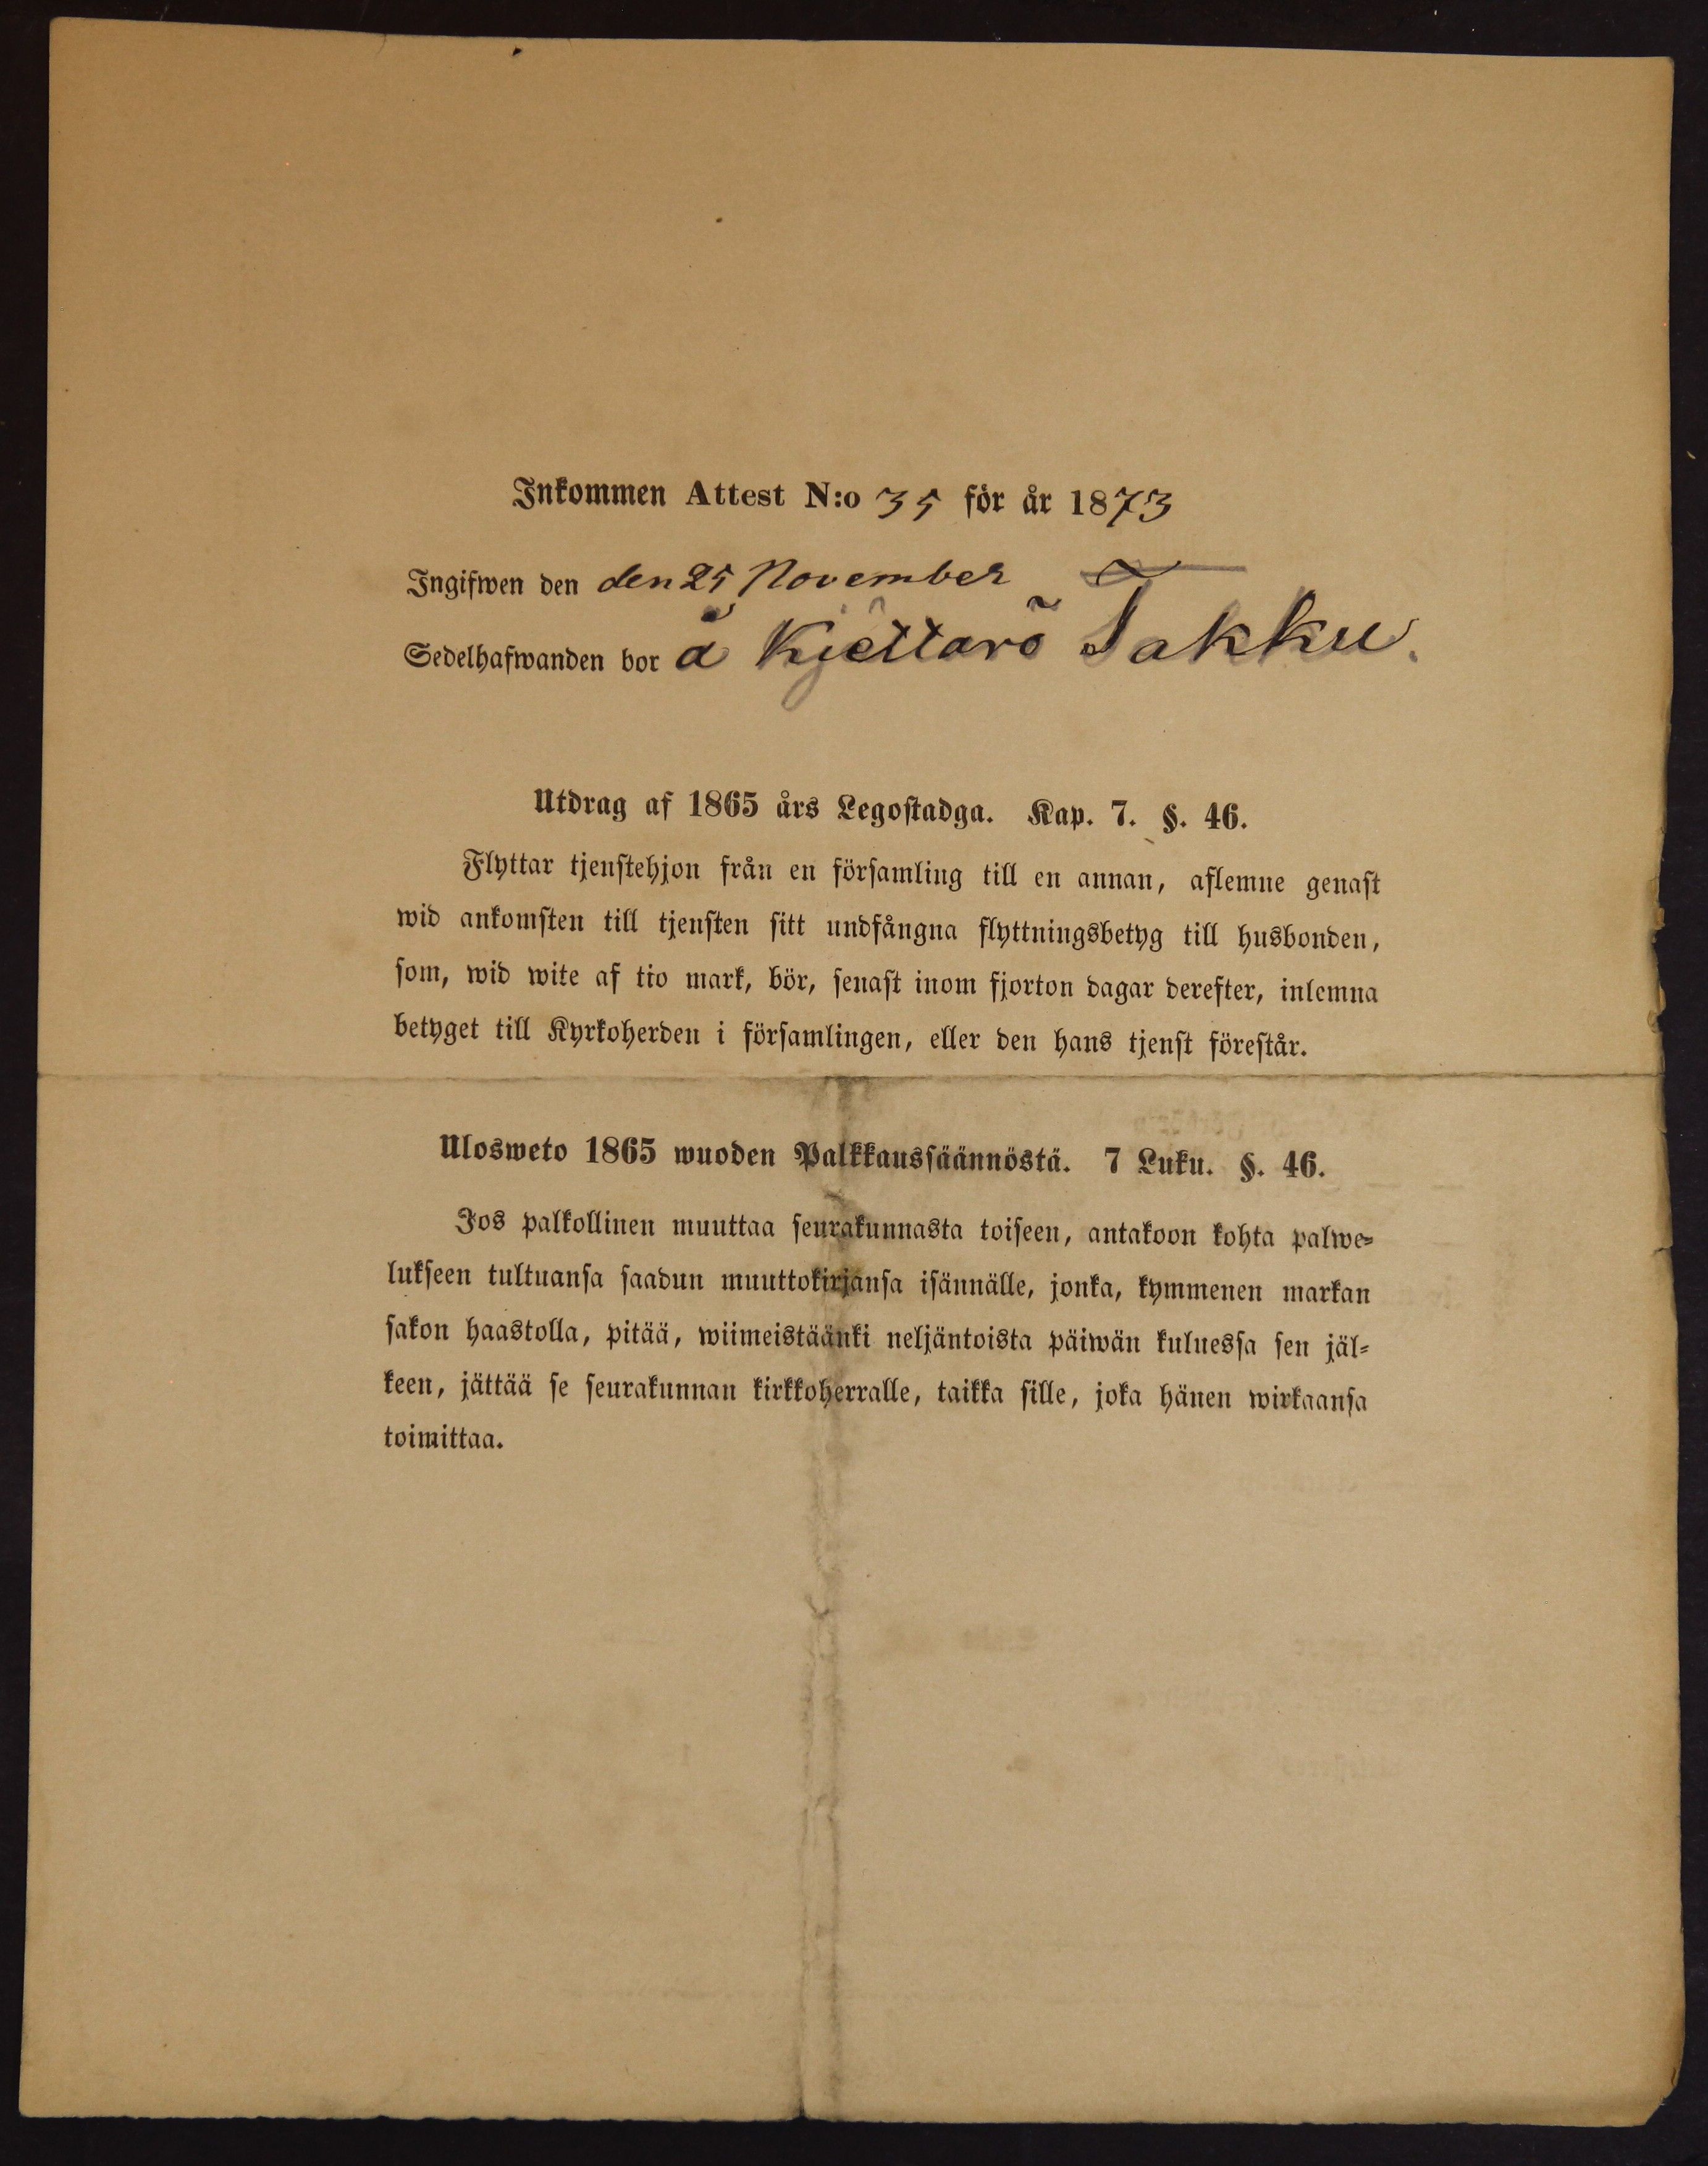 Inkommen Attest N:o 35 för år 1873
Ingifwen den den 25 November
Sedelhafwanden bor å Kjettarö Takku.
Utdrag af 1865 års Legostadga. Kap. 7. §. 46.
Flyttar tjenstehjon från en församling till en annan, aflemne genast
wid ankomsten till tjensten sitt undfångna flyttningsbetyg till husbonden,
som, wid wite af tio mark, bör, senast inom fjorton dagar derefter, inlemna
betyget till Kyrkoherden i församlingen, eller den hans tjenst förestår.
Ulosweto 1865 wuoden Palkkaussäännöstä. 7 Luku. §. 46.
Jos palkollinen muuttaa seurakunnasta toiseen, antakoon kohta palwe-
lukseen tultuansa saadun muuttokirjansa isännälle, jonka, kymmenen markan
sakon haastolla, pitää, wiimeistäänki neljäntoista päiwän kuluessa sen jäl-
keen, jättää se seurakunnan kirkkoherralle, taikka sille, joka hänen wirkaansa
toimittaa.